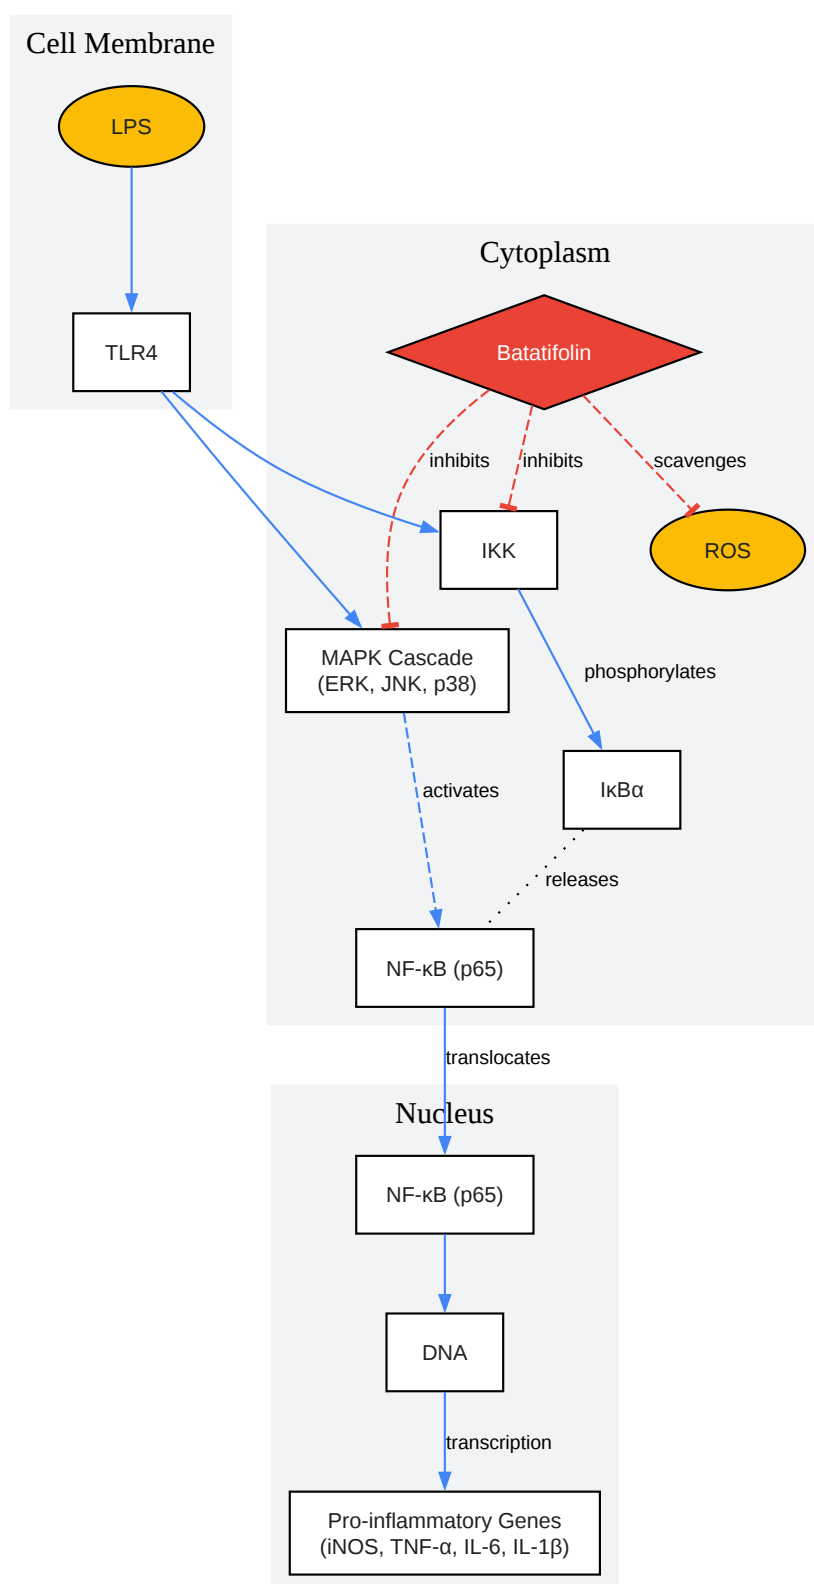 Cell Membrane
LPS
TLR4
Cytoplasm
Batatifolin
inhibits
inhibits
scavenges
IKK
ROS
MAPK Cascade
(ERK, JNK, p38)
phosphorylates
IκBα
activates
releases
NF-κB (p65)
translocates
Nucleus
NF-κB (p65)
DNA
transcription
Pro-inflammatory Genes
(iNOS, TNF-α, IL-6, IL-1β)